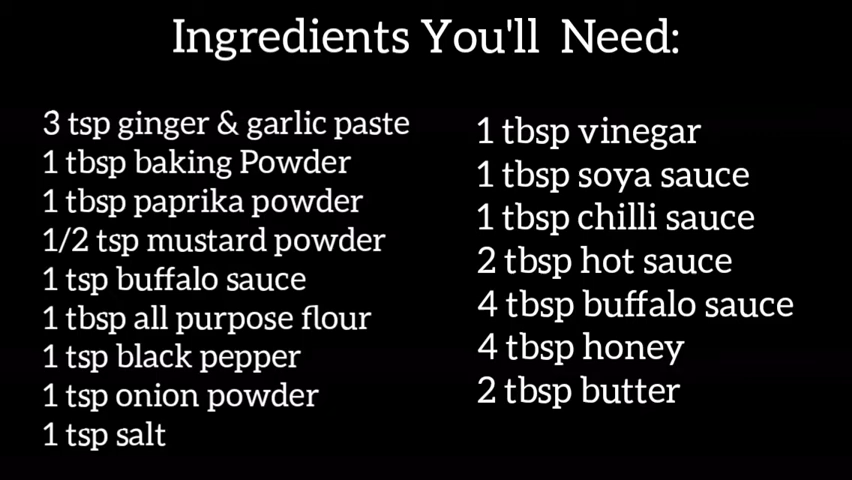 Ingredients You'll Need:
3 tsp ginger & garlic paste
1 tbsp baking Powder
1 tbsp paprika powder
1/2 tsp mustard powder
1 tsp buffalo sauce
1 tbsp all purpose flour
1 tsp black pepper
1 tsp onion powder
1 tsp salt
1 tbsp vinegar
1 tbsp soya sauce
1 tbsp chilli sauce
2 tbsp hot sauce
4 tbsp buffalo sauce
4 tbsp honey
2 tbsp butter